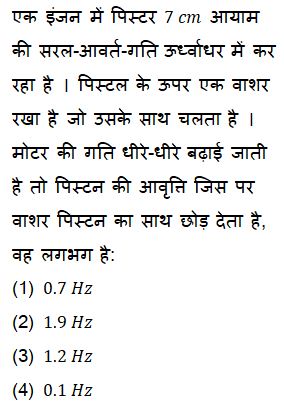 एक इंजन में पिस्टर 7 cm आयाम
की सरल-आवर्त-गति ऊर्ध्वाधर में कर
रहा है । पिस्टल के ऊपर एक वाशर
रखा है जो उसके साथ चलता है ।
मोटर की गति धीरे-धीरे बढ़ाई जाती
है तो पिस्टन की आवृत्ति जिस पर
वाशर पिस्टन का साथ छोड़ देता है,
वह लगभग है:
(1) 0.7 Hz
(2) 1.9 Hz
(3) 1.2 Hz
(4) 0.1 Hz